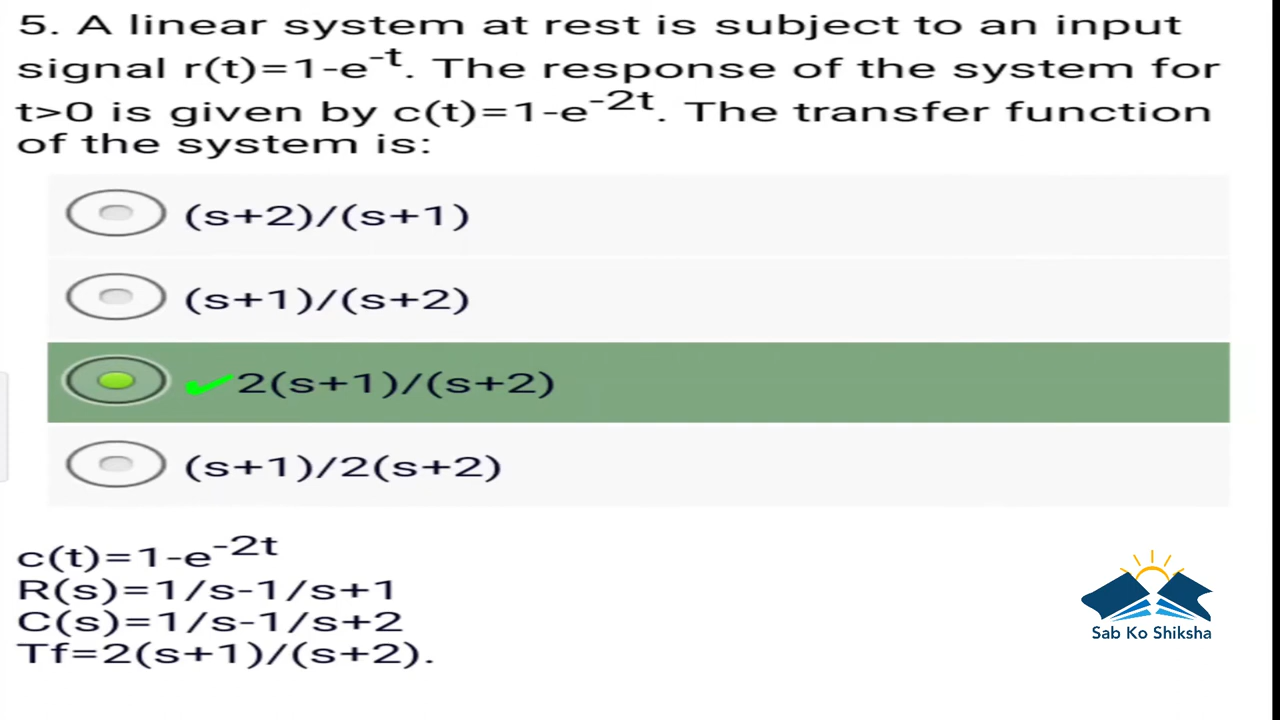 5. A linear system at rest is subject to an input
signal r(t)=1-e⁻ᵗ. The response of the system for
t>0 is given by c(t)=1-e⁻²ᵗ. The transfer function
of the system is:
(s+2)/(s+1)
(s+1)/(s+2)
✔2(s+1)/(s+2)
(s+1)/2(s+2)
c(t)=1-e⁻²ᵗ
R(s)=1/s-1/s+1
C(s)=1/s-1/s+2
Tf=2(s+1)/(s+2).
Sab Ko Shiksha